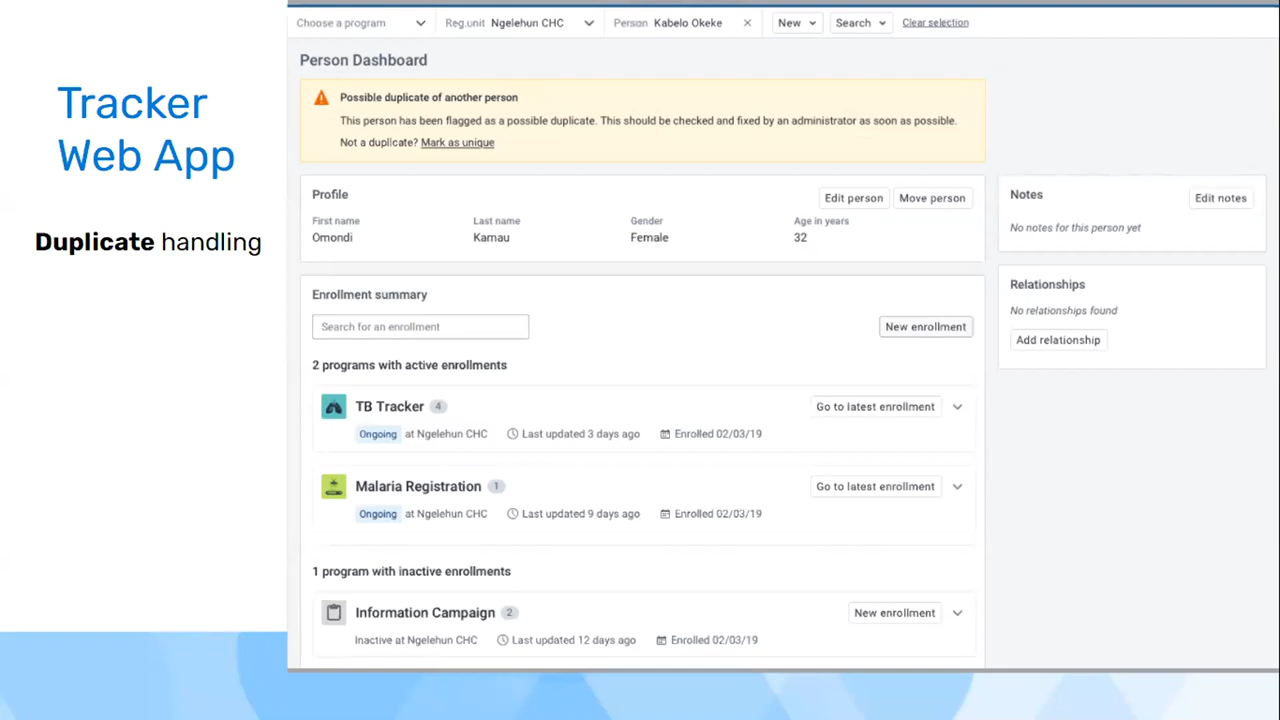 Tracker
Web App
Duplicate handling
Choose a program Reg.unit Ngelehun CHC Person Kabelo Okeke New Search Clear selection
Person Dashboard
Possible duplicate of another person
This person has been flagged as a possible duplicate. This should be checked and fixed by an administrator as soon as possible.
Not a duplicate? Mark as unique
Profile Edit person Move person
First name Last name Gender Age in years
Omondi Kamau Female 32
Notes Edit notes
No notes for this person yet
Relationships
No relationships found
Add relationship
Enrollment summary
Search for an enrollment New enrollment
2 programs with active enrollments
TB Tracker 4 Go to latest enrollment
Ongoing at Ngelehun CHC Last updated 3 days ago Enrolled 02/03/19
Malaria Registration 1 Go to latest enrollment
Ongoing at Ngelehun CHC Last updated 9 days ago Enrolled 02/03/19
1 program with inactive enrollments
Information Campaign 2 New enrollment
Inactive at Ngelehun CHC Last updated 12 days ago Enrolled 02/03/19